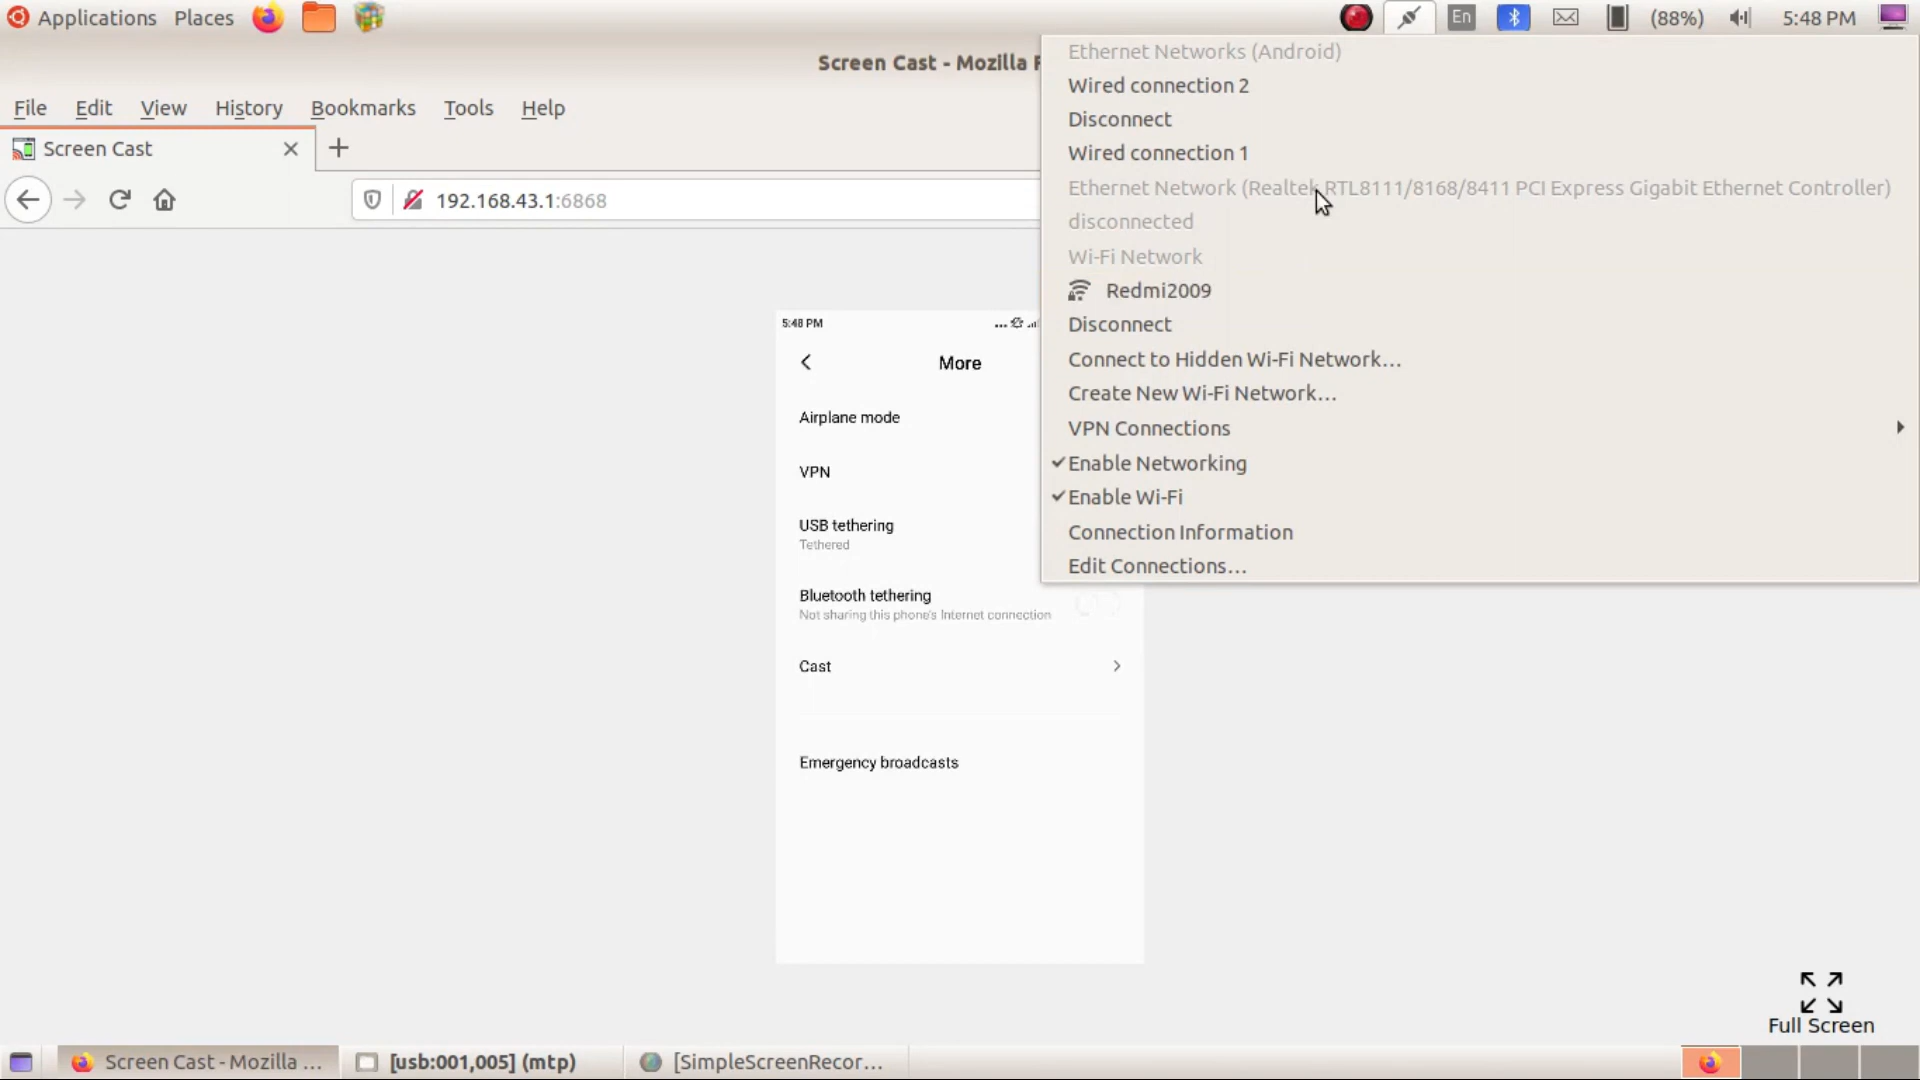 Applications Places En (88%) 5:48 PM
Screen Cast - Mozilla F
File Edit View History Bookmarks Tools Help
Screen Cast
192.168.43.1:6868
Ethernet Networks (Android)
Wired connection 2
Disconnect
Wired connection 1
Ethernet Network (Realtek RTL8111/8168/8411 PCI Express Gigabit Ethernet Controller)
disconnected
Wi-Fi Network
Redmi2009
Disconnect
Connect to Hidden Wi-Fi Network...
Create New Wi-Fi Network...
VPN Connections
Enable Networking
Enable Wi-Fi
Connection Information
Edit Connections...
5:48 PM
More
Airplane mode
VPN
USB tethering
Tethered
Bluetooth tethering
Not sharing this phone's Internet connection
Cast
Emergency broadcasts
Full Screen
Screen Cast - Mozilla ... [usb:001,005] (mtp) [SimpleScreenRecor...